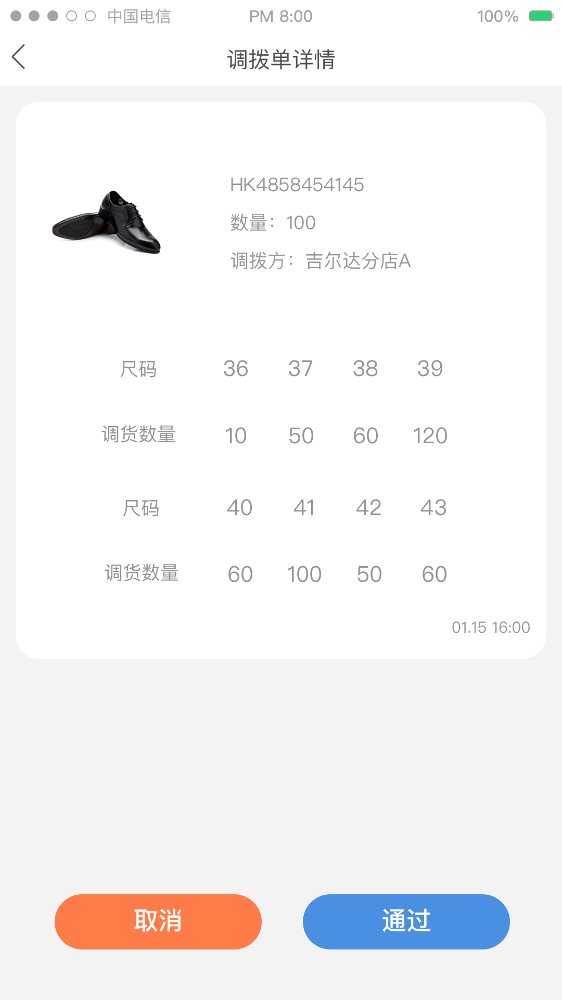 中国电信 PM 8:00 100%
调拨单详情
HK4858454145
数量：100
调拨方：吉尔达分店A
尺码 36 37 38 39
调货数量 10 50 60 120
尺码 40 41 42 43
调货数量 60 100 50 60
01.15 16:00
取消 通过